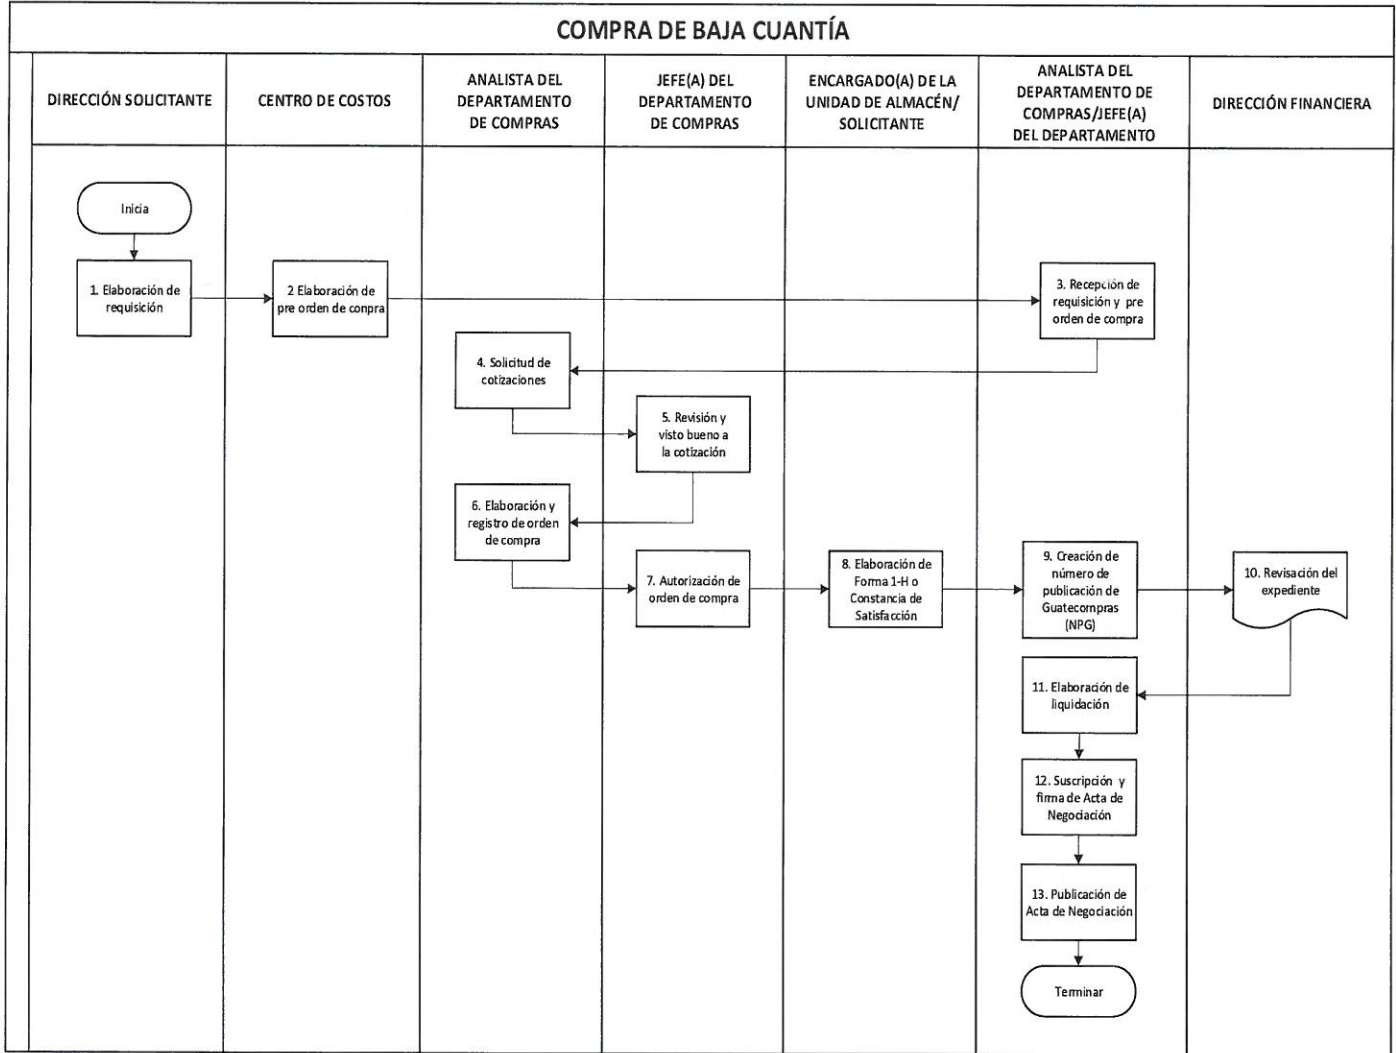 COMPRA DE BAJA CUANTÍA
DIRECCIÓN SOLICITANTE
CENTRO DE COSTOS
ANALISTA DEL
DEPARTAMENTO
DE COMPRAS
JEFE(A) DEL
DEPARTAMENTO
DE COMPRAS
ENCARGADO(A) DE LA
UNIDAD DE ALMACÉN/
SOLICITANTE
ANALISTA DEL
DEPARTAMENTO DE
COMPRAS/JEFE(A)
DEL DEPARTAMENTO
DIRECCIÓN FINANCIERA
Inicia
1. Elaboración de
requisición
2 Elaboración de
pre orden de conpra
3. Recepción de
requisición y pre
orden de compra
4. Solicitud de
cotizaciones
5. Revisión y
visto bueno a
la cotización
6. Elaboración y
registro de orden
de compra
7. Autorización de
orden de compra
8. Elaboración de
Forma 1-H o
Constancia de
Satisfacción
9. Creación de
número de
publicación de
Guatecompras
(NPG)
10. Revisación del
expediente
11. Elaboración de
liquidación
12. Suscripción y
firma de Acta de
Negociación
13. Publicación de
Acta de Negociación
Terminar